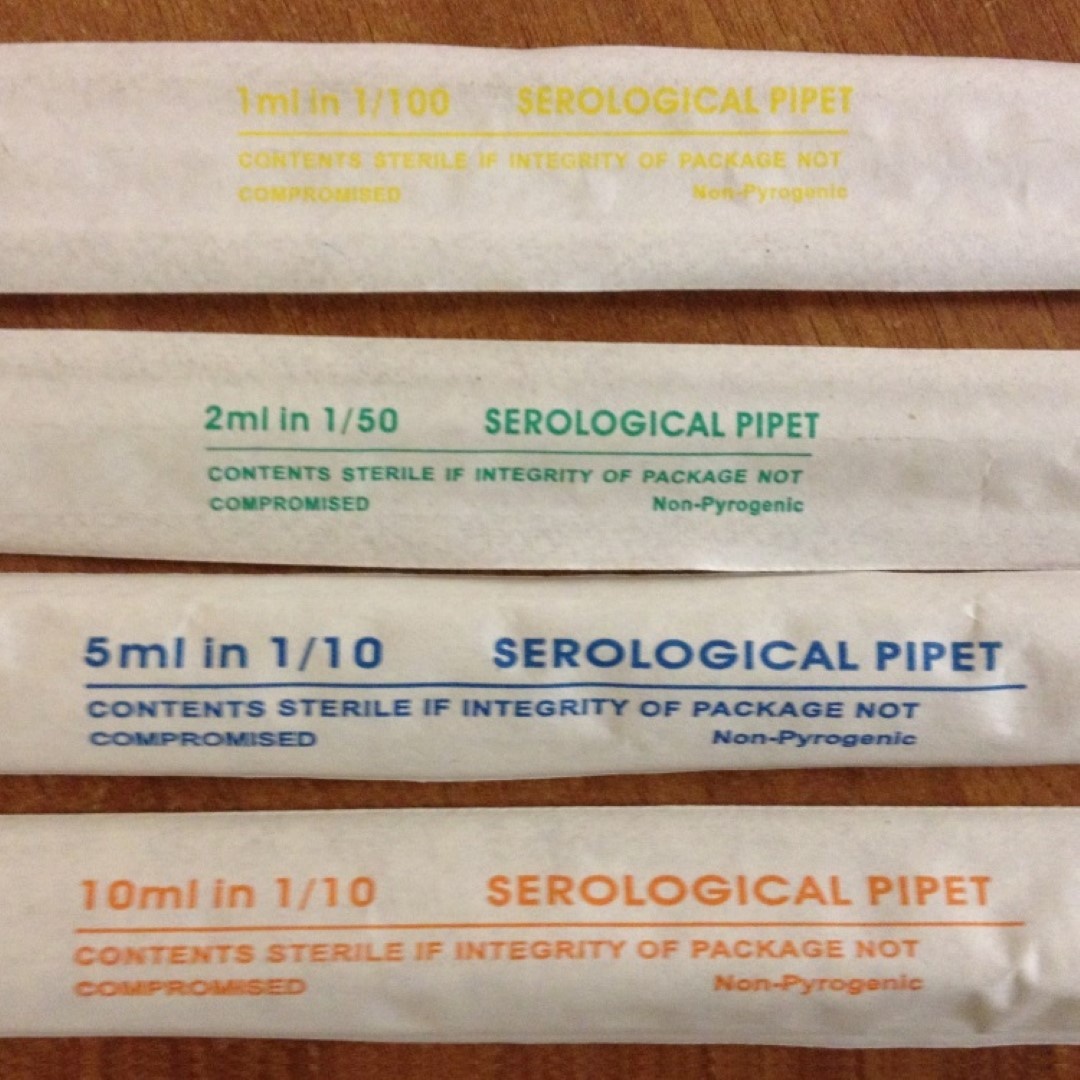 1ml in 1/100 SEROLOGICAL PIPET
CONTENTS STERILE IF INTEGRITY OF PACKAGE NOT
COMPROMISED Non-Pyrogenic
2ml in 1/50 SEROLOGICAL PIPET
CONTENTS STERILE IF INTEGRITY OF PACKAGE NOT
COMPROMISED Non-Pyrogenic
5ml in 1/10 SEROLOGICAL PIPET
CONTENTS STERILE IF INTEGRITY OF PACKAGE NOT
COMPROMISED Non-Pyrogenic
10ml in 1/10 SEROLOGICAL PIPET
CONTENTS STERILE IF INTEGRITY OF PACKAGE NOT
COMPROMISED Non-Pyrogenic